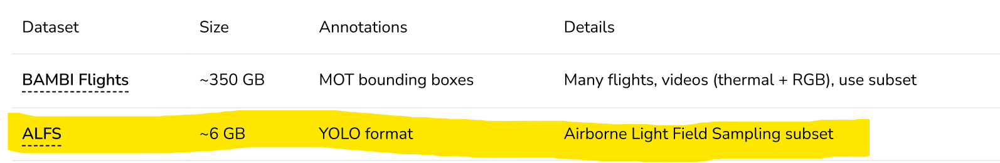 Dataset Size Annotations Details
BAMBI Flights ~350 GB MOT bounding boxes Many flights, videos (thermal + RGB), use subset
ALFS ~6 GB YOLO format Airborne Light Field Sampling subset